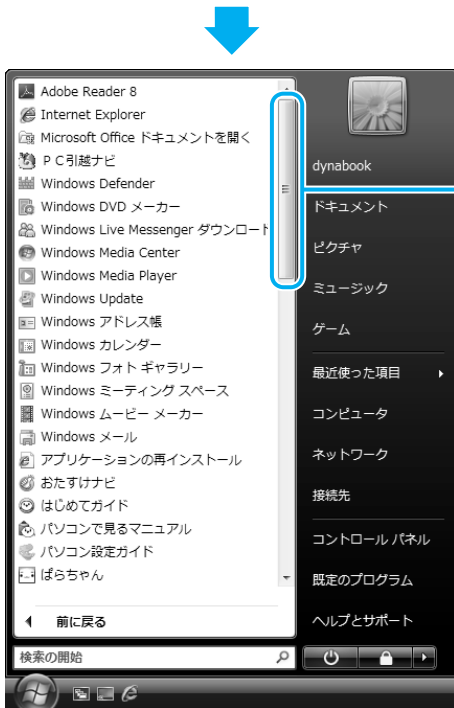 Adobe Reader 8
Internet Explorer
Microsoft Office ドキュメントを開く
ＰＣ引越ナビ
Windows Defender
Windows DVD メーカー
Windows Live Messenger ダウンロード
Windows Media Center
Windows Media Player
Windows Update
Windows アドレス帳
Windows カレンダー
Windows フォト ギャラリー
Windows ミーティング スペース
Windows ムービー メーカー
Windows メール
アプリケーションの再インストール
おたすけナビ
はじめてガイド
パソコンで見るマニュアル
パソコン設定ガイド
ぱらちゃん
前に戻る
検索の開始
dynabook
ドキュメント
ピクチャ
ミュージック
ゲーム
最近使った項目
コンピュータ
ネットワーク
接続先
コントロール パネル
既定のプログラム
ヘルプとサポート